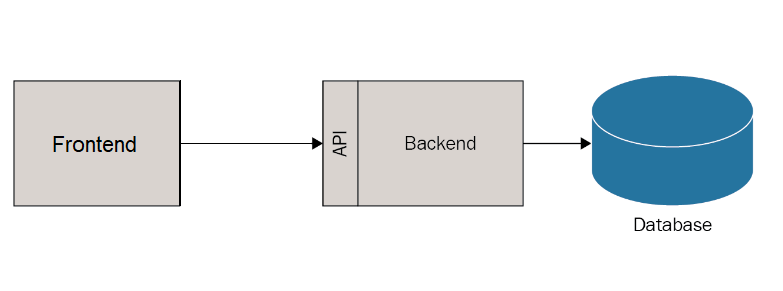 Frontend
API
Backend
Database